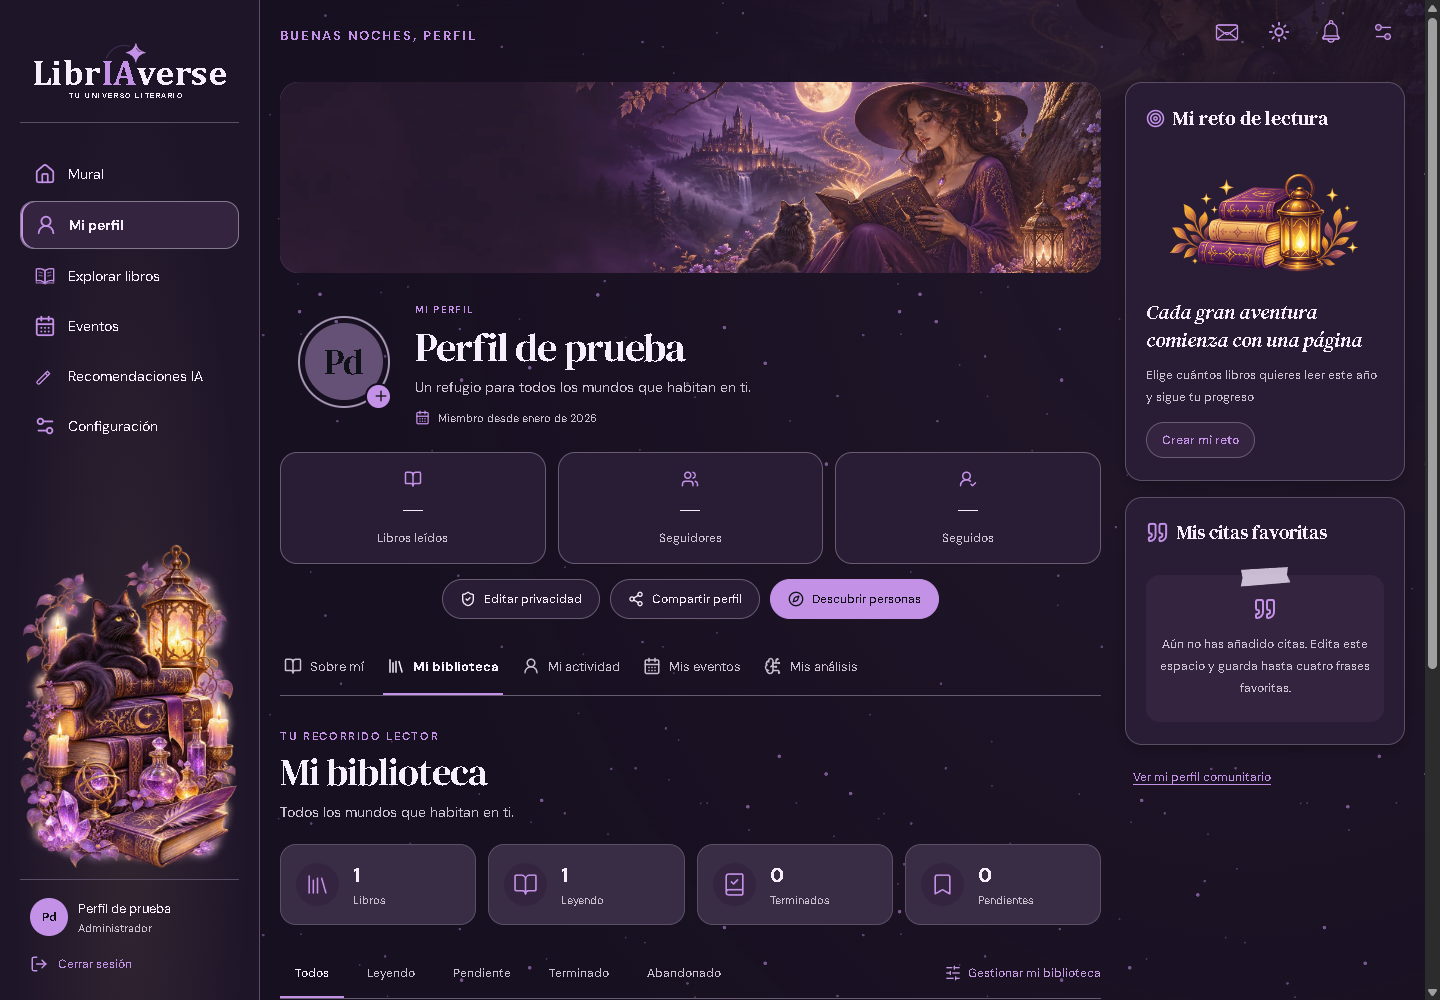 LibrIAverse
TU UNIVERSO LITERARIO
Mural
Mi perfil
Explorar libros
Eventos
Recomendaciones IA
Configuración
Pd
Perfil de prueba
Administrador
Cerrar sesión
BUENAS NOCHES, PERFIL
Pd
MI PERFIL
Perfil de prueba
Un refugio para todos los mundos que habitan en ti.
Miembro desde enero de 2026
—
Libros leídos
—
Seguidores
—
Seguidos
Editar privacidad
Compartir perfil
Descubrir personas
Sobre mí
Mi biblioteca
Mi actividad
Mis eventos
Mis análisis
TU RECORRIDO LECTOR
Mi biblioteca
Todos los mundos que habitan en ti.
1
Libros
1
Leyendo
0
Terminados
0
Pendientes
Todos
Leyendo
Pendiente
Terminado
Abandonado
Gestionar mi biblioteca
Mi reto de lectura
Cada gran aventura
comienza con una página
Elige cuántos libros quieres leer este año
y sigue tu progreso
Crear mi reto
Mis citas favoritas
Aún no has añadido citas. Edita este
espacio y guarda hasta cuatro frases
favoritas.
Ver mi perfil comunitario